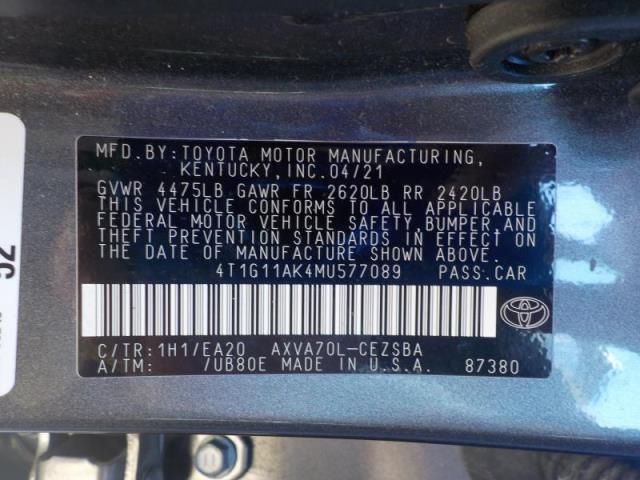 MFD.BY:TOYOTA MOTOR MANUFACTURING,
KENTUCKY,INC.04/21
GVWR 4475LB GAWR FR 2620LB RR 2420LB
THIS VEHICLE CONFORMS TO ALL APPLICABLE
FEDERAL MOTOR VEHICLE SAFETY,BUMPER,AND
THEFT PREVENTION STANDARDS IN EFFECT ON
THE DATE OF MANUFACTURE SHOWN ABOVE.
4T1G11AK4MU577089 PASS.CAR
C/TR:1H1/EA20 AXVA70L-CEZSBA
A/TM: /UB80E MADE IN U.S.A. 87380